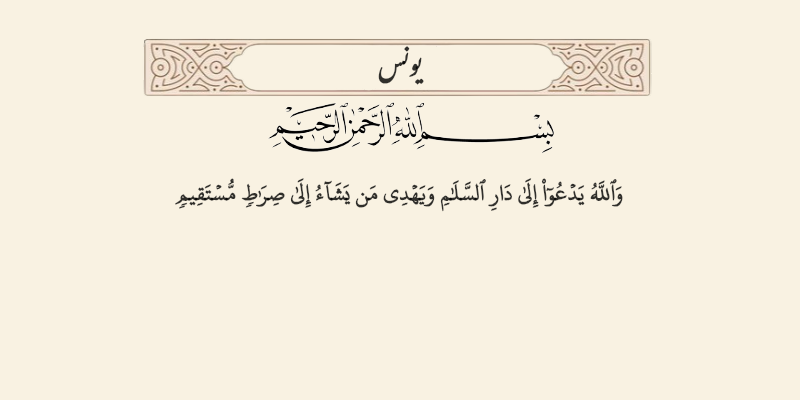 يونس
بِسْمِ ٱللَّهِ ٱلرَّحْمَٰنِ ٱلرَّحِيمِ
وَٱللَّهُ يَدْعُوٓا۟ إِلَىٰ دَارِ ٱلسَّلَـٰمِ وَيَهْدِى مَن يَشَآءُ إِلَىٰ صِرَٰطٍ مُّسْتَقِيمٍ